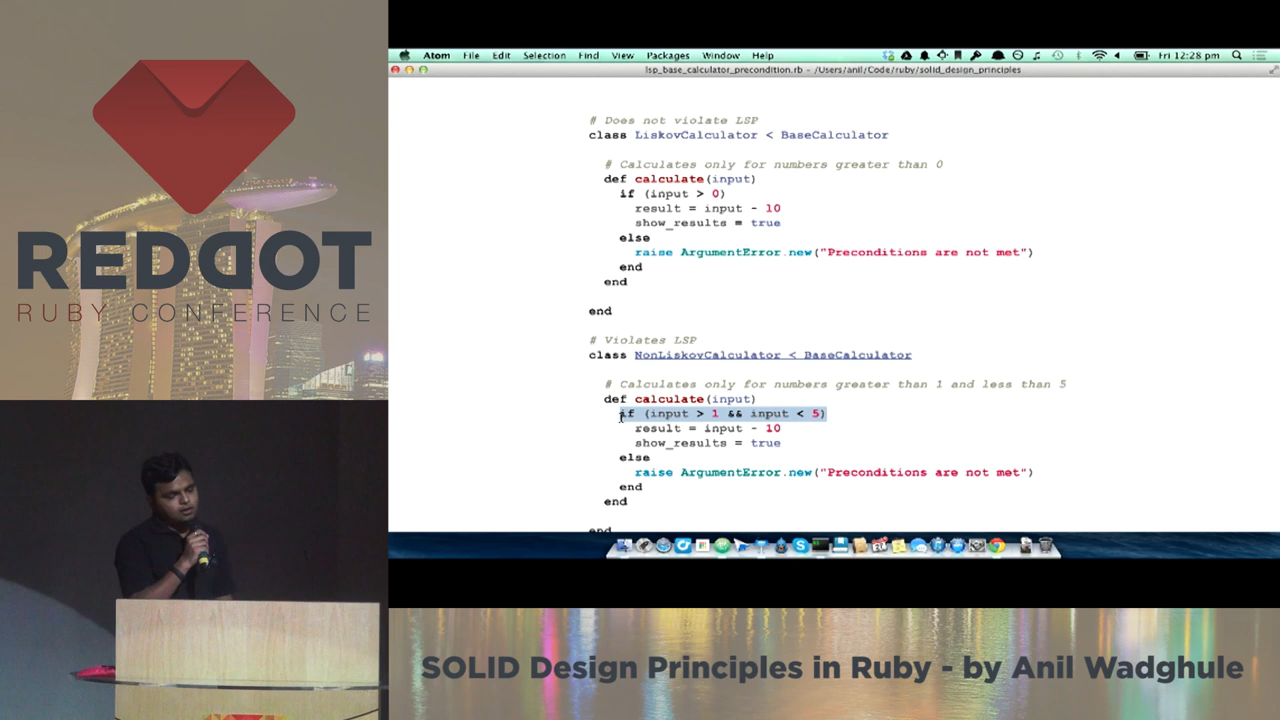 REDDOT
RUBY CONFERENCE
Atom File Edit Selection Find View Packages Window Help
Fri 12:28 pm
lsp_base_calculator_precondition.rb - /Users/anil/Code/ruby/solid_design_principles
# Does not violate LSP
class LiskovCalculator < BaseCalculator
# Calculates only for numbers greater than 0
def calculate(input)
if (input > 0)
result = input - 10
show_results = true
else
raise ArgumentError.new("Preconditions are not met")
end
end
end
# Violates LSP
class NonLiskovCalculator < BaseCalculator
# Calculates only for numbers greater than 1 and less than 5
def calculate(input)
if (input > 1 && input < 5)
result = input - 10
show_results = true
else
raise ArgumentError.new("Preconditions are not met")
end
end
end
SOLID Design Principles in Ruby - by Anil Wadghule